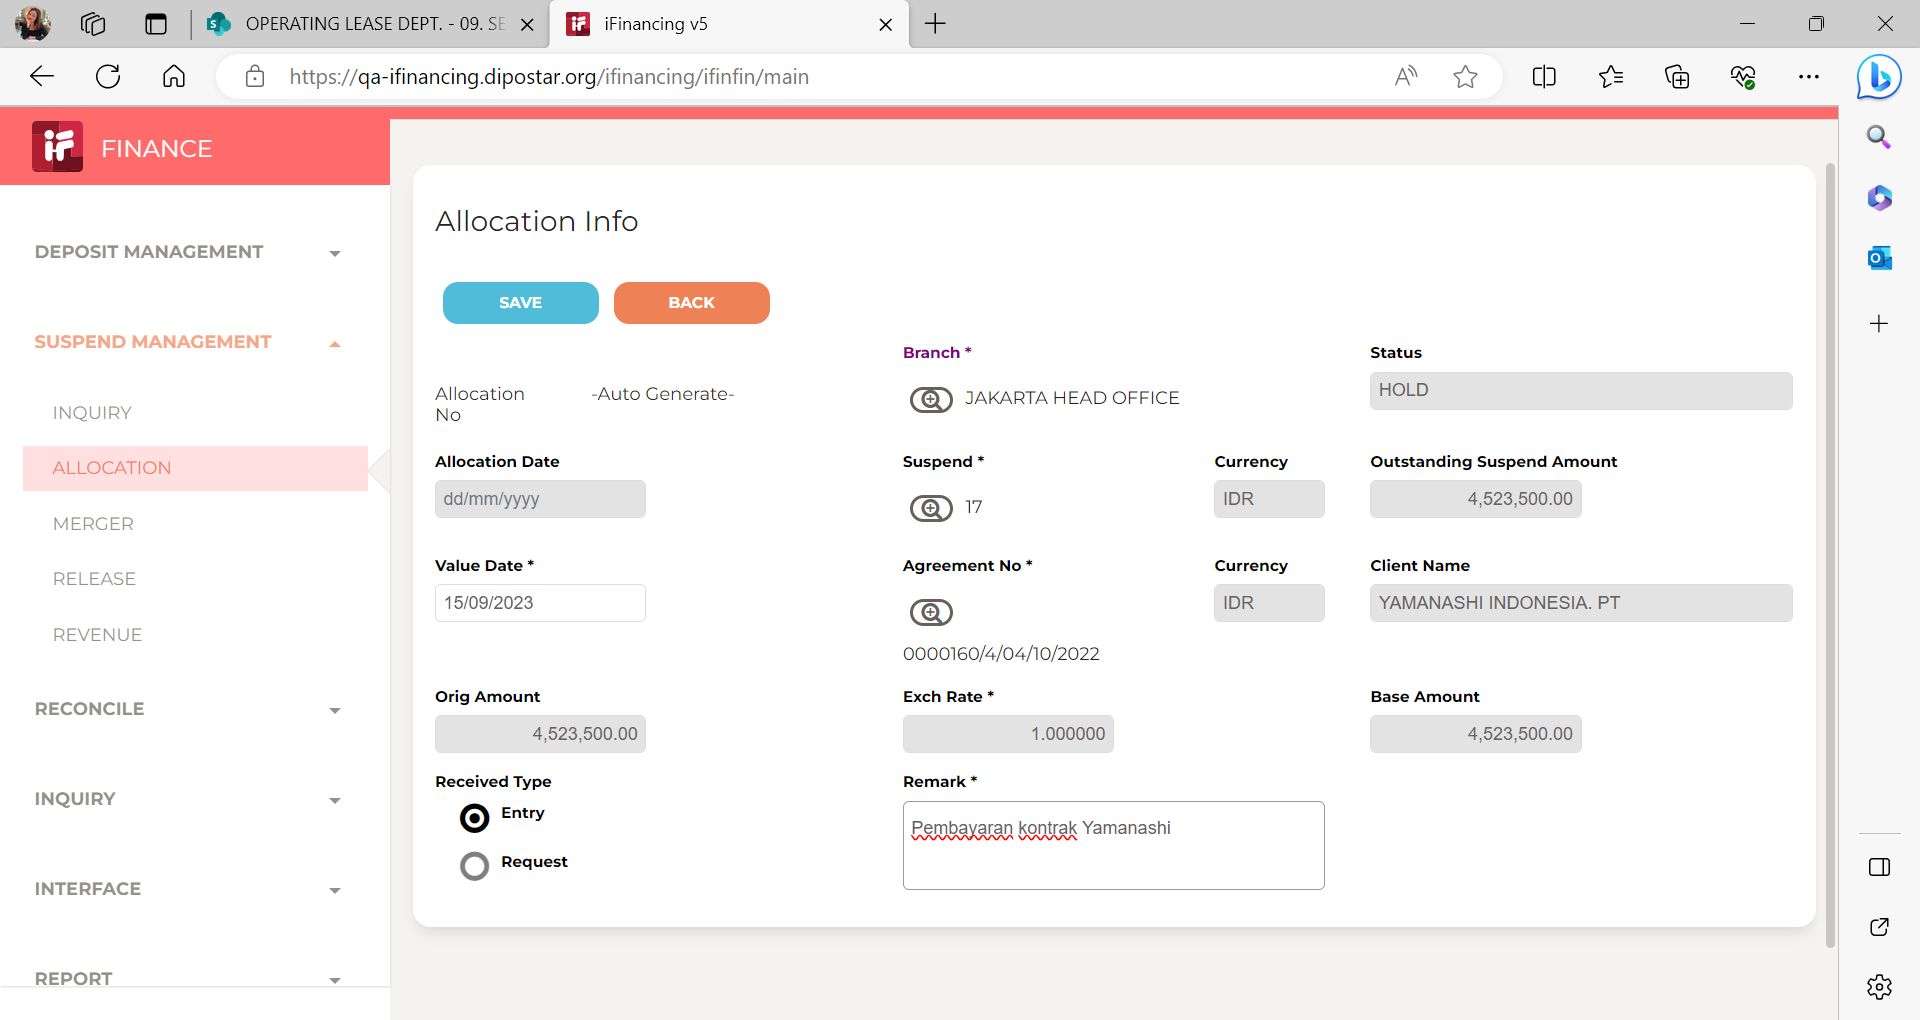 OPERATING LEASE DEPT. - 09. SE
iFinancing v5
https://qa-ifinancing.dipostar.org/ifinancing/ifinfin/main
iF FINANCE
DEPOSIT MANAGEMENT
SUSPEND MANAGEMENT
INQUIRY
ALLOCATION
MERGER
RELEASE
REVENUE
RECONCILE
INQUIRY
INTERFACE
REPORT
Allocation Info
SAVE BACK
Branch * Status
Allocation -Auto Generate- JAKARTA HEAD OFFICE HOLD
No
Allocation Date Suspend * Currency Outstanding Suspend Amount
dd/mm/yyyy 17 IDR 4,523,500.00
Value Date * Agreement No * Currency Client Name
15/09/2023 IDR YAMANASHI INDONESIA. PT
0000160/4/04/10/2022
Orig Amount Exch Rate * Base Amount
4,523,500.00 1.000000 4,523,500.00
Received Type Remark *
Entry
Pembayaran kontrak Yamanashi
Request